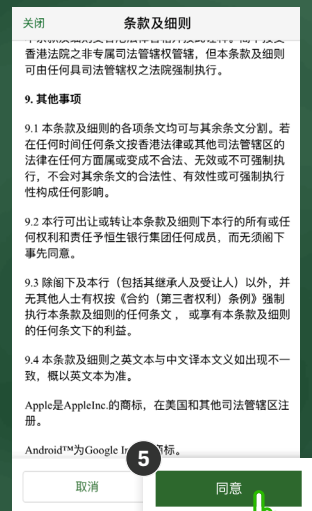 关闭
条款及细则
香港法院之非专属司法管辖权管辖，但本条款及细则
可由任何具司法管辖权之法院强制执行。
9. 其他事项
9.1 本条款及细则的各项条文均可与其余条文分割。若
在任何时间任何条文按香港法律或其他司法管辖区的
法律在任何方面属或变成不合法、无效或不可强制执
行，不会对其余条文的合法性、有效性或可强制执行
性构成任何影响。
9.2 本行可出让或转让本条款及细则下本行的所有或任
何权利和责任予恒生银行集团任何成员，而无须阁下
事先同意。
9.3 除阁下及本行（包括其继承人及受让人）以外，并
无其他人士有权按《合约（第三者权利）条例》强制
执行本条款及细则的任何条文 ，或享有本条款及细则
的任何条文下的利益。
9.4 本条款及细则之英文本与中文译本文义如出现不一
致，概以英文本为准。
Apple是AppleInc.的商标，在美国和其他司法管辖区注
册。
Android™为Google 商标。
5
取消
同意